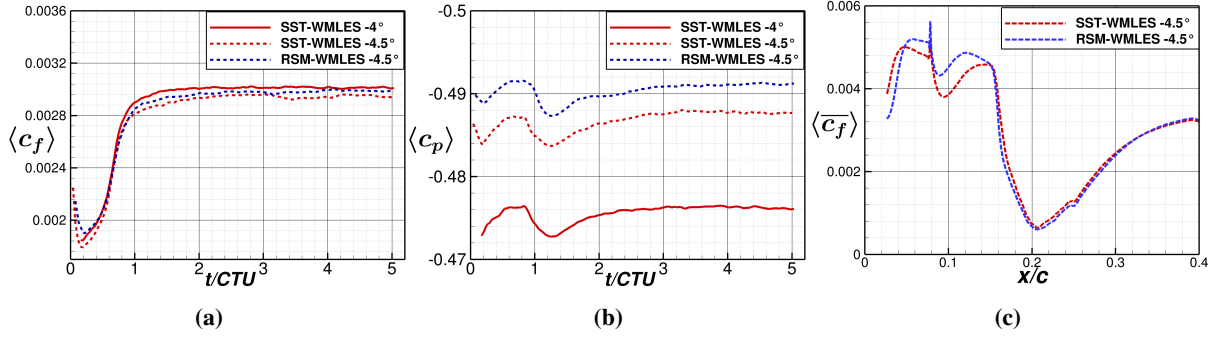 0.0036
0.0032
0.0028
0.0024
0.002
⟨c_f⟩
SST-WMLES -4°
SST-WMLES -4.5°
RSM-WMLES -4.5°
0 1 2 3 4 5
t/CTU
(a)
-0.5
-0.49
-0.48
-0.47
⟨c_p⟩
SST-WMLES -4°
SST-WMLES -4.5°
RSM-WMLES -4.5°
0 1 2 3 4 5
t/CTU
(b)
0.006
0.004
0.002
0
⟨c̅_f⟩
SST-WMLES -4.5°
RSM-WMLES -4.5°
0 0.1 0.2 0.3 0.4
x/c
(c)